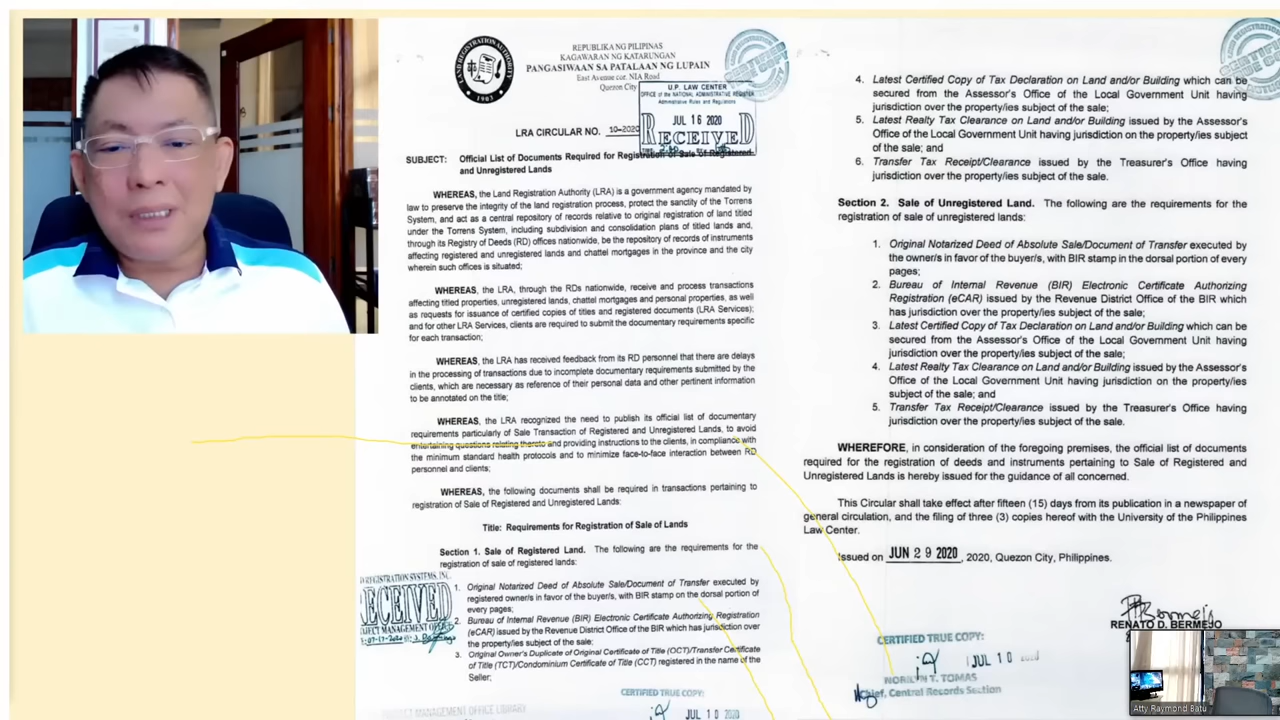 LAND REGISTRATION AUTHORITY
1903
REPUBLIKA NG PILIPINAS
KAGAWARAN NG KATARUNGAN
PANGASIWAAN SA PATALAAN NG LUPAIN
East Avenue cor. NIA Road
Quezon City
U.P. LAW CENTER
OFFICE of the NATIONAL ADMINISTRATIVE REGISTER
Administrative Rules and Regulations
JUL 16 2020
RECEIVED
LRA CIRCULAR NO. 10-2020
SUBJECT: Official List of Documents Required for Registration of Sale of Registered
and Unregistered Lands
WHEREAS, the Land Registration Authority (LRA) is a government agency mandated by
law to preserve the integrity of the land registration process, protect the sanctity of the Torrens
System, and act as a central repository of records relative to original registration of land titled
under the Torrens System, including subdivision and consolidation plans of titled lands and,
through its Registry of Deeds (RD) offices nationwide, be the repository of records of instruments
affecting registered and unregistered lands and chattel mortgages in the province and the city
wherein such offices is situated;
WHEREAS, the LRA, through the RDs nationwide, receive and process transactions
affecting titled properties, unregistered lands, chattel mortgages and personal properties, as well
as requests for issuance of certified copies of titles and registered documents (LRA Services);
and for other LRA Services, clients are required to submit the documentary requirements specific
for each transaction;
WHEREAS, the LRA has received feedback from its RD personnel that there are delays
in the processing of transactions due to incomplete documentary requirements submitted by the
clients, which are necessary as reference of their personal data and other pertinent information
to be annotated on the title;
WHEREAS, the LRA recognized the need to publish its official list of documentary
requirements particularly of Sale Transaction of Registered and Unregistered Lands, to avoid
entertaining questions relating thereto and providing instructions to the clients, in compliance with
the minimum standard health protocols and to minimize face-to-face interaction between RD
personnel and clients;
WHEREAS, the following documents shall be required in transactions pertaining to
registration of Sale of Registered and Unregistered Lands:
Title: Requirements for Registration of Sale of Lands
Section 1. Sale of Registered Land. The following are the requirements for the
registration of sale of registered lands:
1. Original Notarized Deed of Absolute Sale/Document of Transfer executed by
registered owner/s in favor of the buyer/s, with BIR stamp on the dorsal portion of
every pages;
2. Bureau of Internal Revenue (BIR) Electronic Certificate Authorizing Registration
(eCAR) issued by the Revenue District Office of the BIR which has jurisdiction over
the property/ies subject of the sale;
3. Original Owner's Duplicate of Original Certificate of Title (OCT)/Transfer Certificate
of Title (TCT)/Condominium Certificate of Title (CCT) registered in the name of the
Seller;
REGISTRATION SYSTEMS, INC.
RECEIVED
PROJECT MANAGEMENT OFFICE
CERTIFIED TRUE COPY:
JUL 10 2020
PROJECT MANAGEMENT OFFICE LIBRARY
4. Latest Certified Copy of Tax Declaration on Land and/or Building which can be
secured from the Assessor's Office of the Local Government Unit having
jurisdiction over the property/ies subject of the sale;
5. Latest Realty Tax Clearance on Land and/or Building issued by the Assessor's
Office of the Local Government Unit having jurisdiction on the property/ies subject
of the sale; and
6. Transfer Tax Receipt/Clearance issued by the Treasurer's Office having
jurisdiction over the property/ies subject of the sale.
Section 2. Sale of Unregistered Land. The following are the requirements for the
registration of sale of unregistered lands:
1. Original Notarized Deed of Absolute Sale/Document of Transfer executed by
the owner/s in favor of the buyer/s, with BIR stamp in the dorsal portion of every
pages;
2. Bureau of Internal Revenue (BIR) Electronic Certificate Authorizing
Registration (eCAR) issued by the Revenue District Office of the BIR which
has jurisdiction over the property/ies subject of the sale;
3. Latest Certified Copy of Tax Declaration on Land and/or Building which can be
secured from the Assessor's Office of the Local Government Unit having
jurisdiction over the property/ies subject of the sale;
4. Latest Realty Tax Clearance on Land and/or Building issued by the Assessor's
Office of the Local Government Unit having jurisdiction on the property/ies
subject of the sale; and
5. Transfer Tax Receipt/Clearance issued by the Treasurer's Office having
jurisdiction over the property/ies subject of the sale.
WHEREFORE, in consideration of the foregoing premises, the official list of documents
required for the registration of deeds and instruments pertaining to Sale of Registered and
Unregistered Lands is hereby issued for the guidance of all concerned.
This Circular shall take effect after fifteen (15) days from its publication in a newspaper of
general circulation, and the filing of three (3) copies hereof with the University of the Philippines
Law Center.
Issued on JUN 29 2020, 2020, Quezon City, Philippines.
RENATO D. BERMEJO
CERTIFIED TRUE COPY:
JUL 10
NORILYN T. TOMAS
Chief, Central Records Section
Atty Raymond Batu